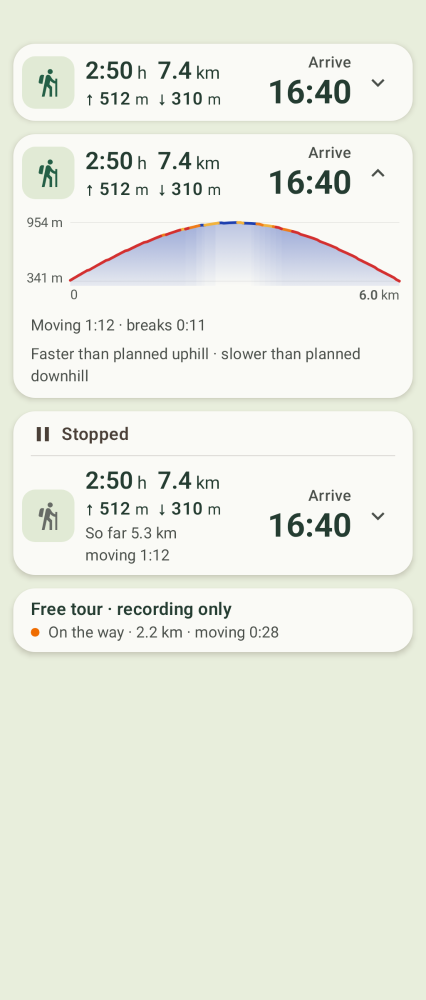 2:50 h 7.4 km
↑ 512 m ↓ 310 m
Arrive
16:40
2:50 h 7.4 km
↑ 512 m ↓ 310 m
Arrive
16:40
954 m
341 m
0
6.0 km
Moving 1:12 · breaks 0:11
Faster than planned uphill · slower than planned
downhill
Stopped
2:50 h 7.4 km
↑ 512 m ↓ 310 m
So far 5.3 km
moving 1:12
Arrive
16:40
Free tour · recording only
On the way · 2.2 km · moving 0:28